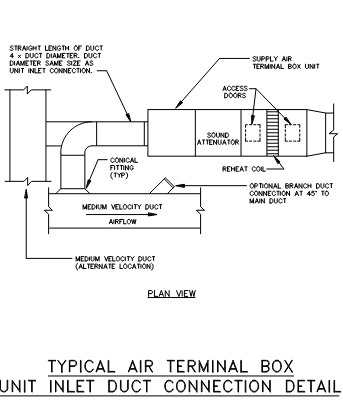 STRAIGHT LENGTH OF DUCT
4 x DUCT DIAMETER. DUCT
DIAMETER SAME SIZE AS
UNIT INLET CONNECTION.
SUPPLY AIR
TERMINAL BOX UNIT
ACCESS
DOORS
SOUND
ATTENUATOR
REHEAT COIL
CONICAL
FITTING
(TYP)
OPTIONAL BRANCH DUCT
CONNECTION AT 45° TO
MAIN DUCT
MEDIUM VELOCITY DUCT
AIRFLOW
MEDIUM VELOCITY DUCT
(ALTERNATE LOCATION)
PLAN VIEW
TYPICAL AIR TERMINAL BOX
UNIT INLET DUCT CONNECTION DETAIL